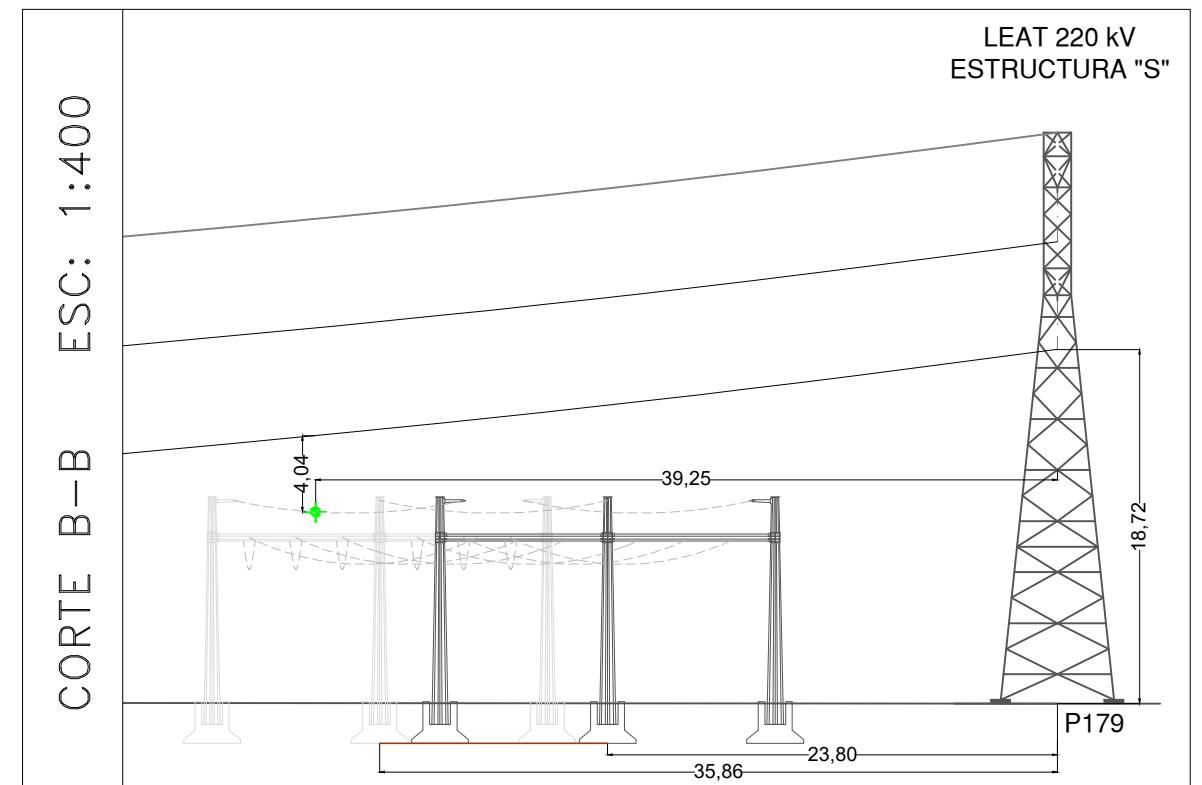 LEAT 220 kV
ESTRUCTURA "S"
CORTE B-B ESC: 1:400
4,04
39,25
18,72
P179
23,80
35,86